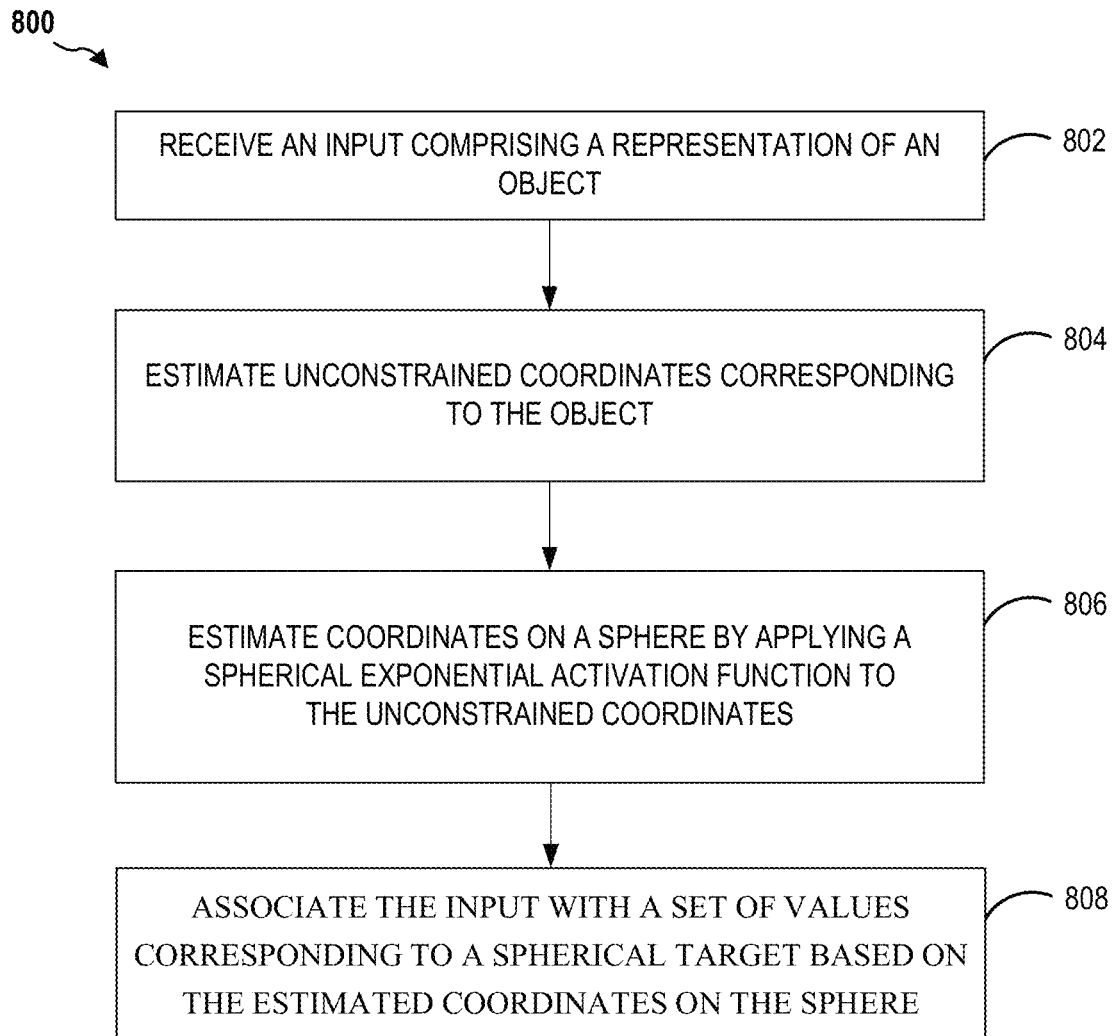 800
RECEIVE AN INPUT COMPRISING A REPRESENTATION OF AN
OBJECT
802
ESTIMATE UNCONSTRAINED COORDINATES CORRESPONDING
TO THE OBJECT
804
ESTIMATE COORDINATES ON A SPHERE BY APPLYING A
SPHERICAL EXPONENTIAL ACTIVATION FUNCTION TO
THE UNCONSTRAINED COORDINATES
806
ASSOCIATE THE INPUT WITH A SET OF VALUES
CORRESPONDING TO A SPHERICAL TARGET BASED ON
THE ESTIMATED COORDINATES ON THE SPHERE
808